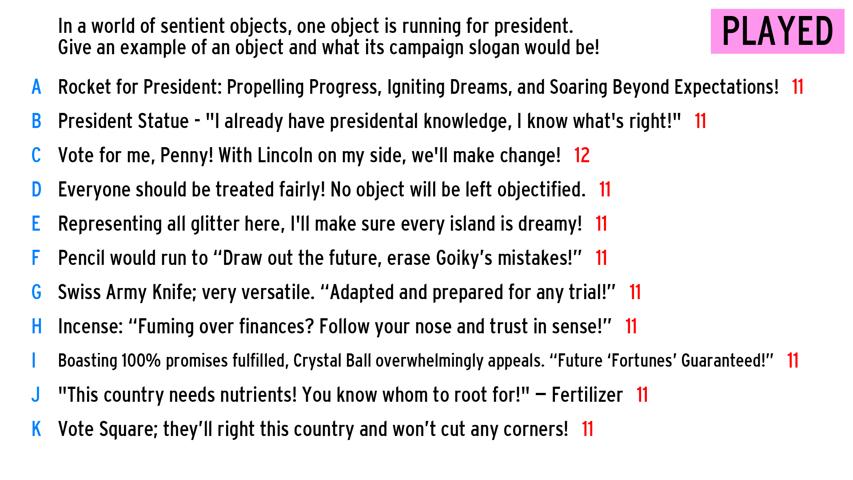 In a world of sentient objects, one object is running for president.
Give an example of an object and what its campaign slogan would be!
PLAYED
A Rocket for President: Propelling Progress, Igniting Dreams, and Soaring Beyond Expectations! 11
B President Statue - "I already have presidental knowledge, I know what's right!" 11
C Vote for me, Penny! With Lincoln on my side, we'll make change! 12
D Everyone should be treated fairly! No object will be left objectified. 11
E Representing all glitter here, I'll make sure every island is dreamy! 11
F Pencil would run to “Draw out the future, erase Goiky’s mistakes!” 11
G Swiss Army Knife; very versatile. “Adapted and prepared for any trial!” 11
H Incense: “Fuming over finances? Follow your nose and trust in sense!” 11
I Boasting 100% promises fulfilled, Crystal Ball overwhelmingly appeals. “Future ‘Fortunes’ Guaranteed!” 11
J "This country needs nutrients! You know whom to root for!" – Fertilizer 11
K Vote Square; they’ll right this country and won’t cut any corners! 11